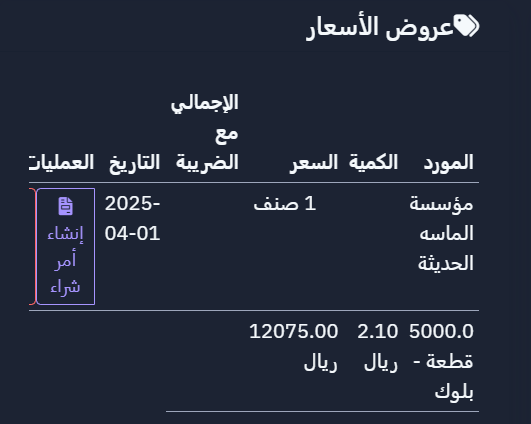 عروض الأسعار
المورد الكمية السعر الإجمالي مع الضريبة التاريخ العمليات
مؤسسة الماسه الحديثة 1 صنف 2025-04-01 إنشاء أمر شراء
5000.0 قطعة - بلوك 2.10 ريال 12075.00 ريال